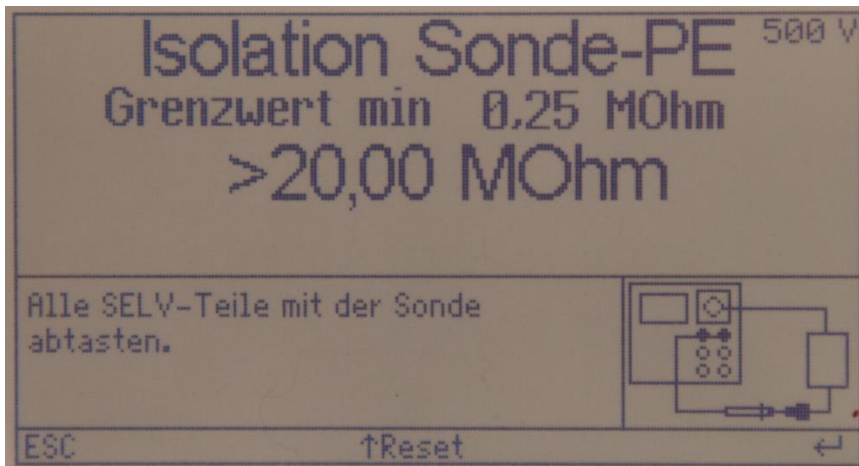 Isolation Sonde-PE 500 V
Grenzwert min 0,25 MOhm
>20,00 MOhm
Alle SELV-Teile mit der Sonde
abtasten.
ESC ↑Reset ↵